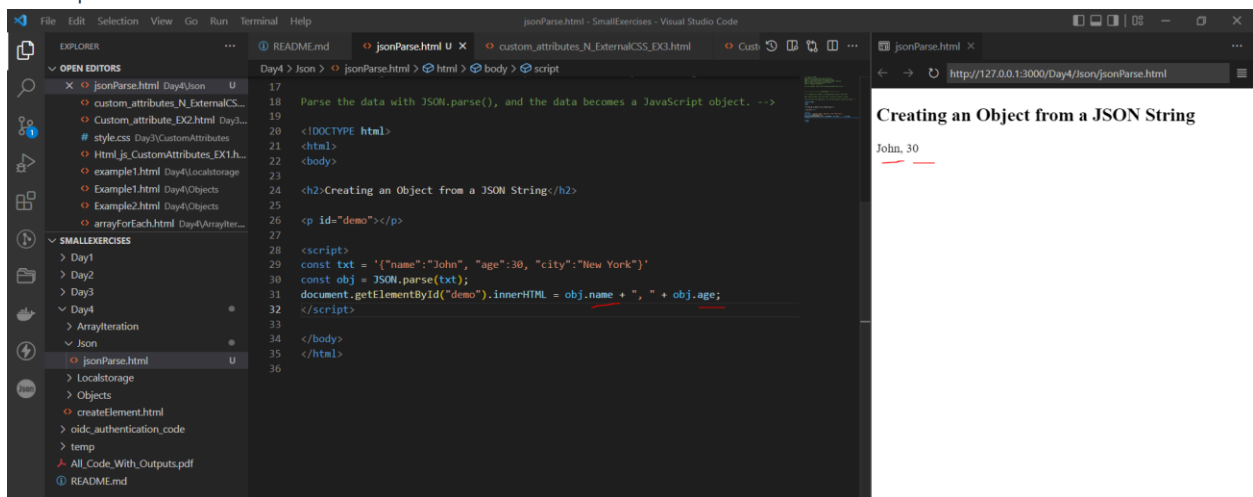 File Edit Selection View Go Run Terminal Help
jsonParse.html - SmallExercises - Visual Studio Code
EXPLORER
OPEN EDITORS
jsonParse.html Day4\Json U
custom_attributes_N_ExternalCS...
Custom_attribute_EX2.html Day3...
# style.css Day3\CustomAttributes
Html_js_CustomAttributes_EX1.h...
example1.html Day4\Localstorage
Example1.html Day4\Objects
Example2.html Day4\Objects
arrayForEach.html Day4\ArrayIter...
SMALLEXERCISES
Day1
Day2
Day3
Day4
ArrayIteration
Json
jsonParse.html U
Localstorage
Objects
createElement.html
oidc_authentication_code
temp
All_Code_With_Outputs.pdf
README.md
README.md jsonParse.html U custom_attributes_N_ExternalCSS_EX3.html Cust
Day4 > Json > jsonParse.html > html > body > script
17
18 Parse the data with JSON.parse(), and the data becomes a JavaScript object. -->
19
20 <!DOCTYPE html>
21 <html>
22 <body>
23
24 <h2>Creating an Object from a JSON String</h2>
25
26 <p id="demo"></p>
27
28 <script>
29 const txt = '{"name":"John", "age":30, "city":"New York"}'
30 const obj = JSON.parse(txt);
31 document.getElementById("demo").innerHTML = obj.name + ", " + obj.age;
32 </script>
33
34 </body>
35 </html>
36
jsonParse.html
http://127.0.0.1:3000/Day4/Json/jsonParse.html
Creating an Object from a JSON String
John, 30